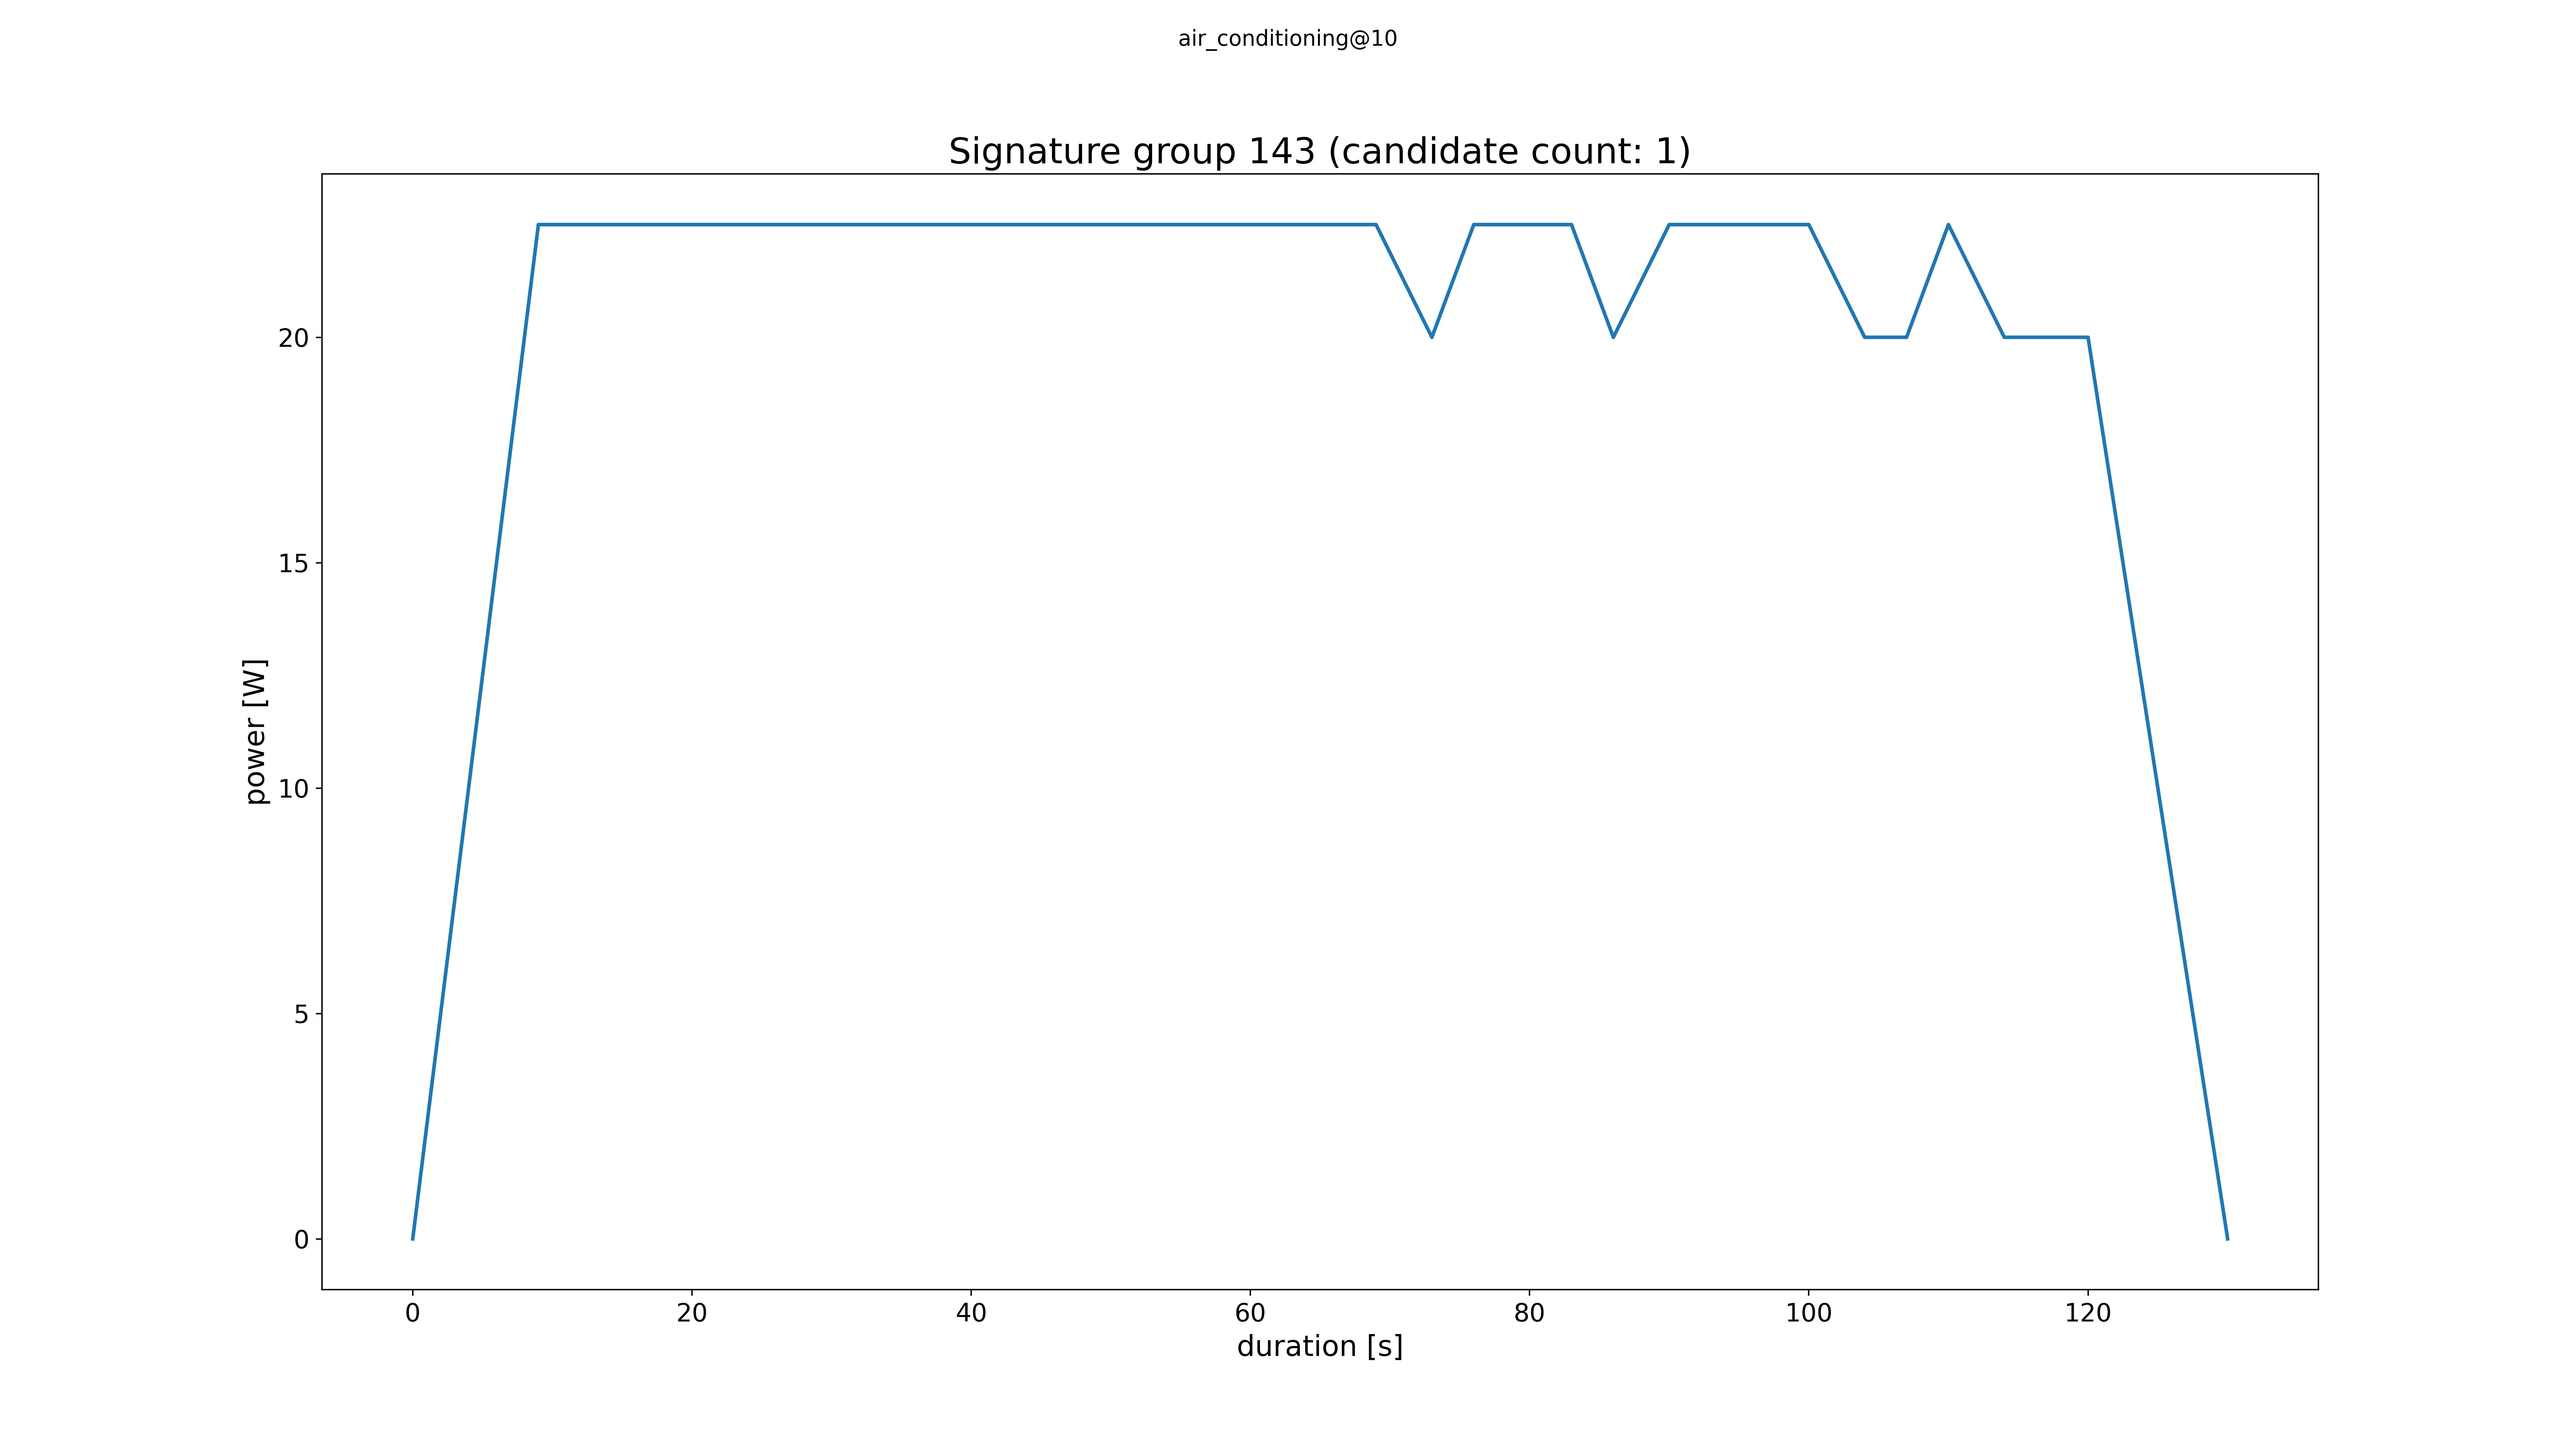 air_conditioning@10
Signature group 143 (candidate count: 1)
power [W]
20
15
10
5
0
0 20 40 60 80 100 120
duration [s]